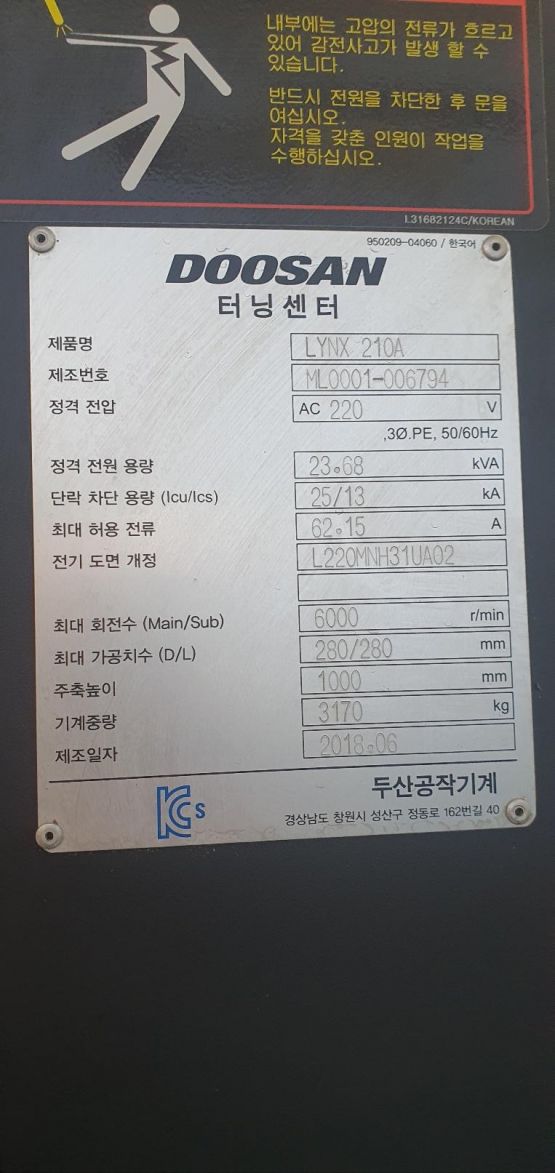 내부에는 고압의 전류가 흐르고
있어 감전사고가 발생 할 수
있습니다.
반드시 전원을 차단한 후 문을
여십시오.
자격을 갖춘 인원이 작업을
수행하십시오.
L31682124C/KOREAN
950209-04060 / 한국어
DOOSAN
터닝센터
제품명 LYNX 210A
제조번호 ML0001-006794
정격 전압 AC 220 V
,3Ø.PE, 50/60Hz
정격 전원 용량 23.68 kVA
단락 차단 용량 (Icu/Ics) 25/13 kA
최대 허용 전류 62.15 A
전기 도면 개정 L220MNH31UA02
최대 회전수 (Main/Sub) 6000 r/min
최대 가공치수 (D/L) 280/280 mm
주축높이 1000 mm
기계중량 3170 kg
제조일자 2018.06
두산공작기계
KCs 경상남도 창원시 성산구 정동로 162번길 40